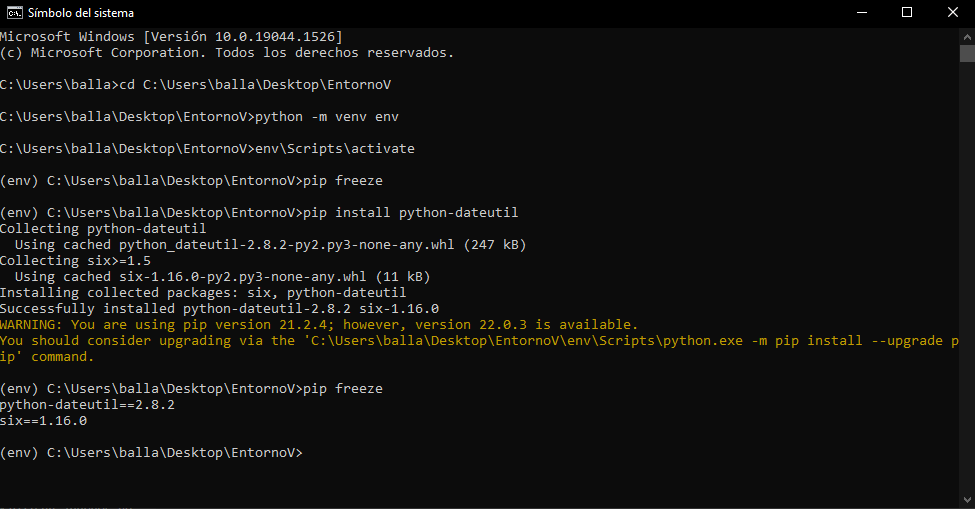 Símbolo del sistema
Microsoft Windows [Versión 10.0.19044.1526]
(c) Microsoft Corporation. Todos los derechos reservados.
C:\Users\balla>cd C:\Users\balla\Desktop\EntornoV
C:\Users\balla\Desktop\EntornoV>python -m venv env
C:\Users\balla\Desktop\EntornoV>env\Scripts\activate
(env) C:\Users\balla\Desktop\EntornoV>pip freeze
(env) C:\Users\balla\Desktop\EntornoV>pip install python-dateutil
Collecting python-dateutil
  Using cached python_dateutil-2.8.2-py2.py3-none-any.whl (247 kB)
Collecting six>=1.5
  Using cached six-1.16.0-py2.py3-none-any.whl (11 kB)
Installing collected packages: six, python-dateutil
Successfully installed python-dateutil-2.8.2 six-1.16.0
WARNING: You are using pip version 21.2.4; however, version 22.0.3 is available.
You should consider upgrading via the 'C:\Users\balla\Desktop\EntornoV\env\Scripts\python.exe -m pip install --upgrade p
ip' command.
(env) C:\Users\balla\Desktop\EntornoV>pip freeze
python-dateutil==2.8.2
six==1.16.0
(env) C:\Users\balla\Desktop\EntornoV>